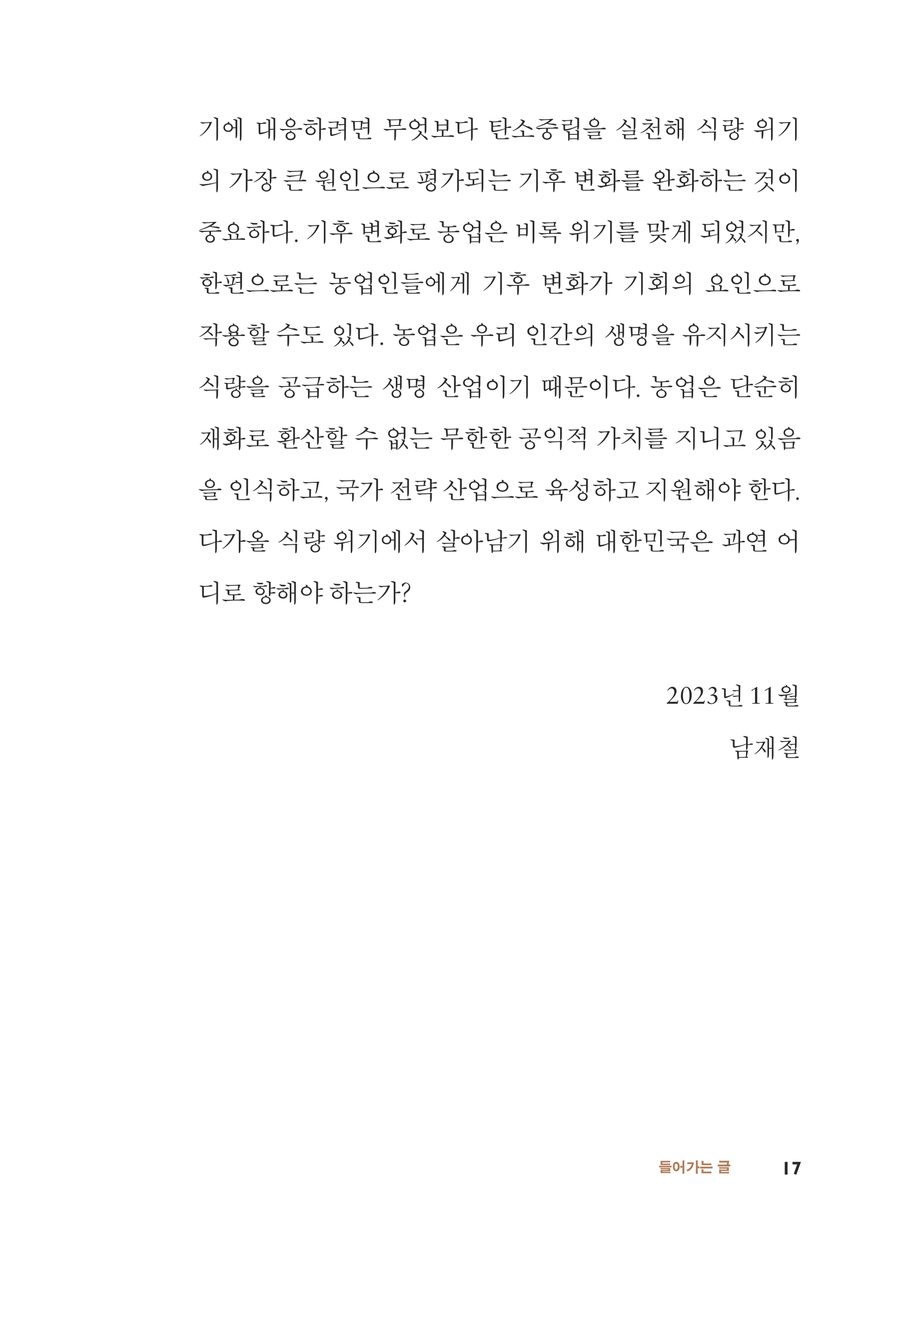 기에 대응하려면 무엇보다 탄소중립을 실천해 식량 위기
의 가장 큰 원인으로 평가되는 기후 변화를 완화하는 것이
중요하다. 기후 변화로 농업은 비록 위기를 맞게 되었지만,
한편으로는 농업인들에게 기후 변화가 기회의 요인으로
작용할 수도 있다. 농업은 우리 인간의 생명을 유지시키는
식량을 공급하는 생명 산업이기 때문이다. 농업은 단순히
재화로 환산할 수 없는 무한한 공익적 가치를 지니고 있음
을 인식하고, 국가 전략 산업으로 육성하고 지원해야 한다.
다가올 식량 위기에서 살아남기 위해 대한민국은 과연 어
디로 향해야 하는가?
2023년 11월
남재철
들어가는 글 17